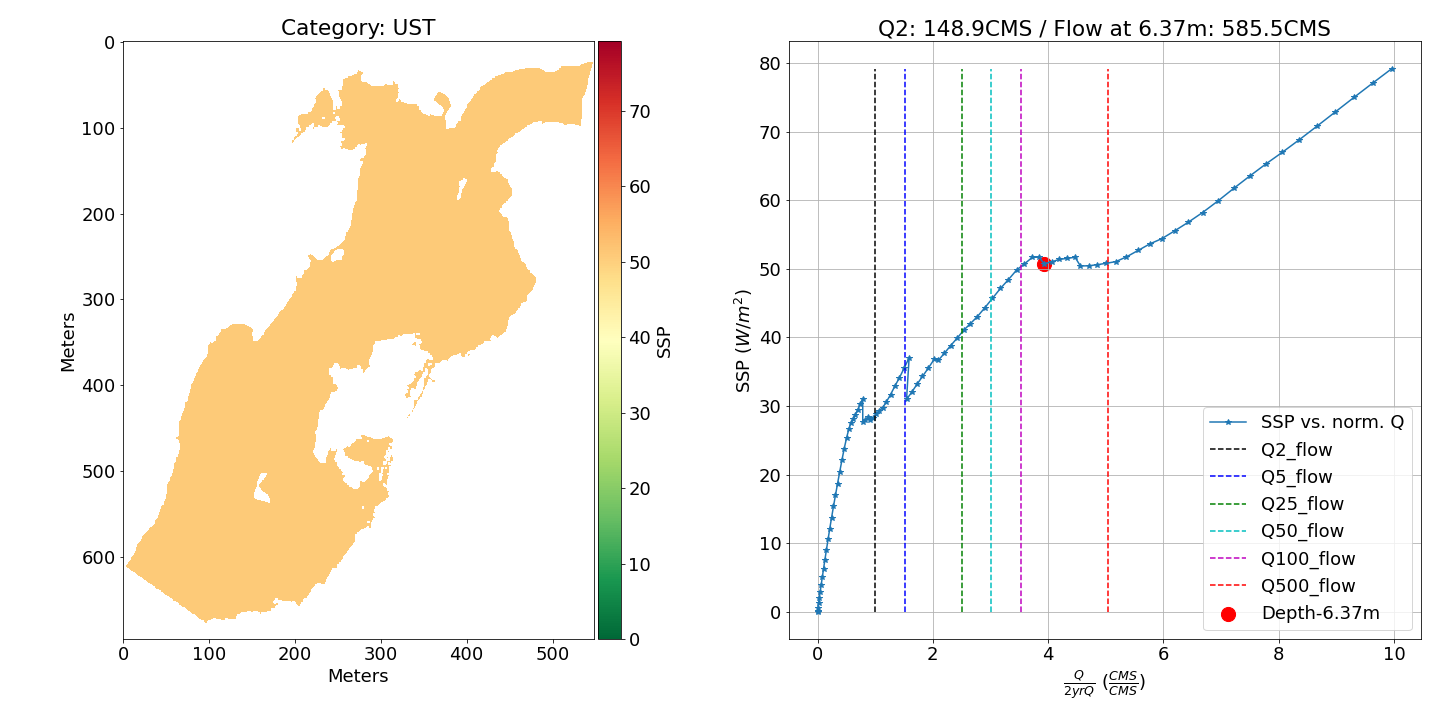 Category: UST
0
100
200
300
400
500
600
Meters
0
100
200
300
400
500
Meters
70
60
50
40
30
20
10
0
SSP
Q2: 148.9CMS / Flow at 6.37m: 585.5CMS
80
70
60
50
40
30
20
10
0
SSP (W/m²)
0
2
4
6
8
10
Q/2yrQ (CMS/CMS)
SSP vs. norm. Q
Q2_flow
Q5_flow
Q25_flow
Q50_flow
Q100_flow
Q500_flow
Depth-6.37m